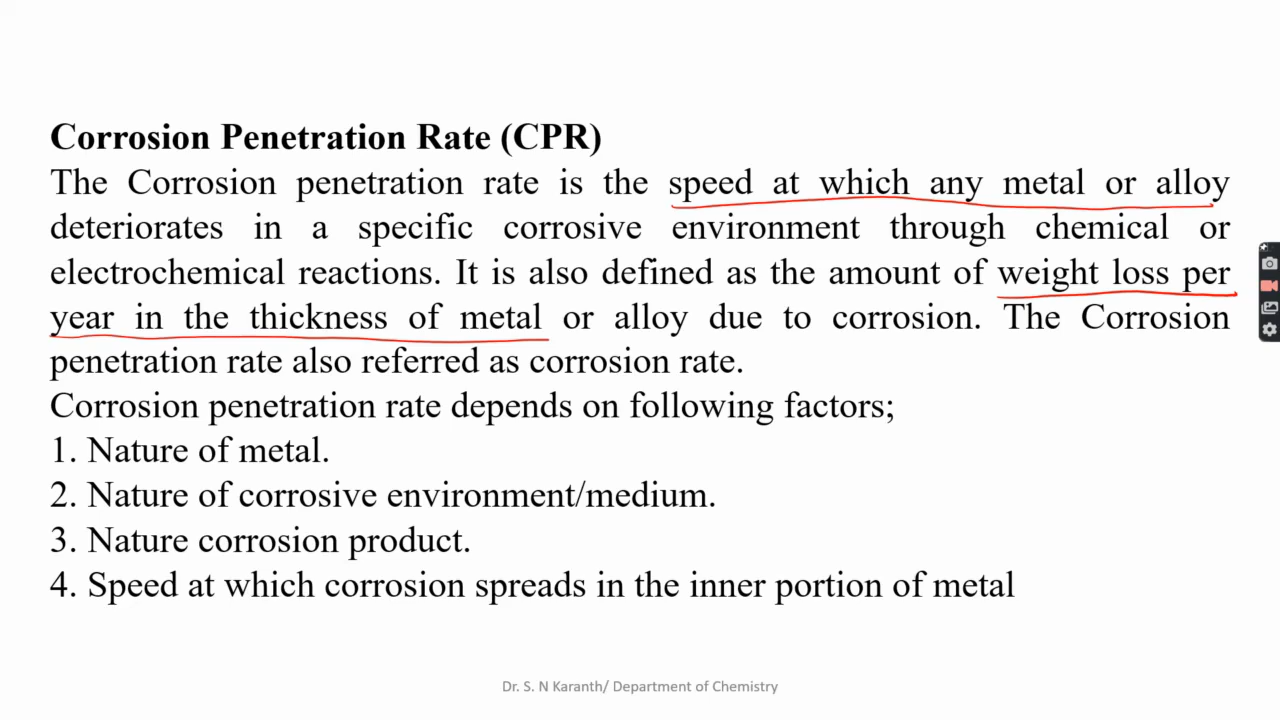 Corrosion Penetration Rate (CPR)
The Corrosion penetration rate is the speed at which any metal or alloy
deteriorates in a specific corrosive environment through chemical or
electrochemical reactions. It is also defined as the amount of weight loss per
year in the thickness of metal or alloy due to corrosion. The Corrosion
penetration rate also referred as corrosion rate.
Corrosion penetration rate depends on following factors;
1. Nature of metal.
2. Nature of corrosive environment/medium.
3. Nature corrosion product.
4. Speed at which corrosion spreads in the inner portion of metal
Dr. S. N Karanth/ Department of Chemistry